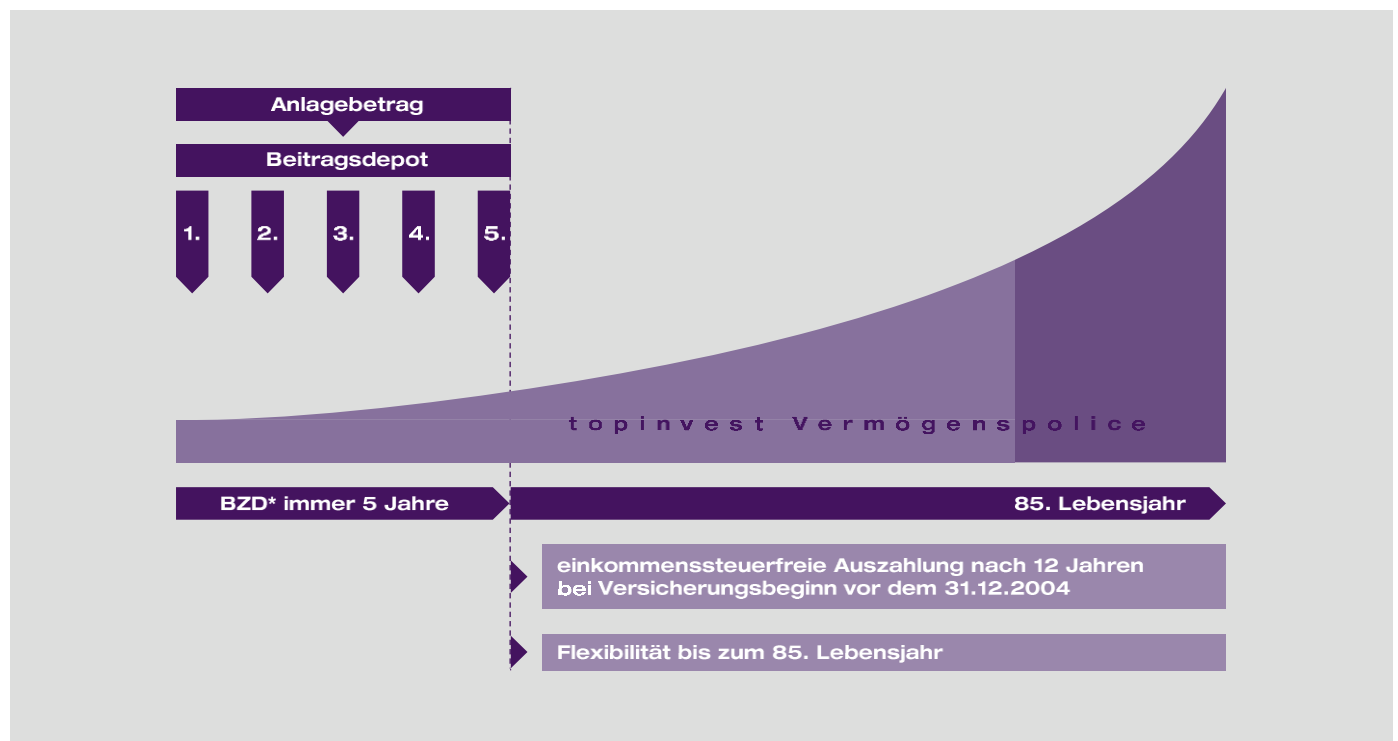 Anlagebetrag
Beitragsdepot
1. 2. 3. 4. 5.
topinvest Vermögenspolice
BZD* immer 5 Jahre
85. Lebensjahr
einkommenssteuerfreie Auszahlung nach 12 Jahren
bei Versicherungsbeginn vor dem 31.12.2004
Flexibilität bis zum 85. Lebensjahr